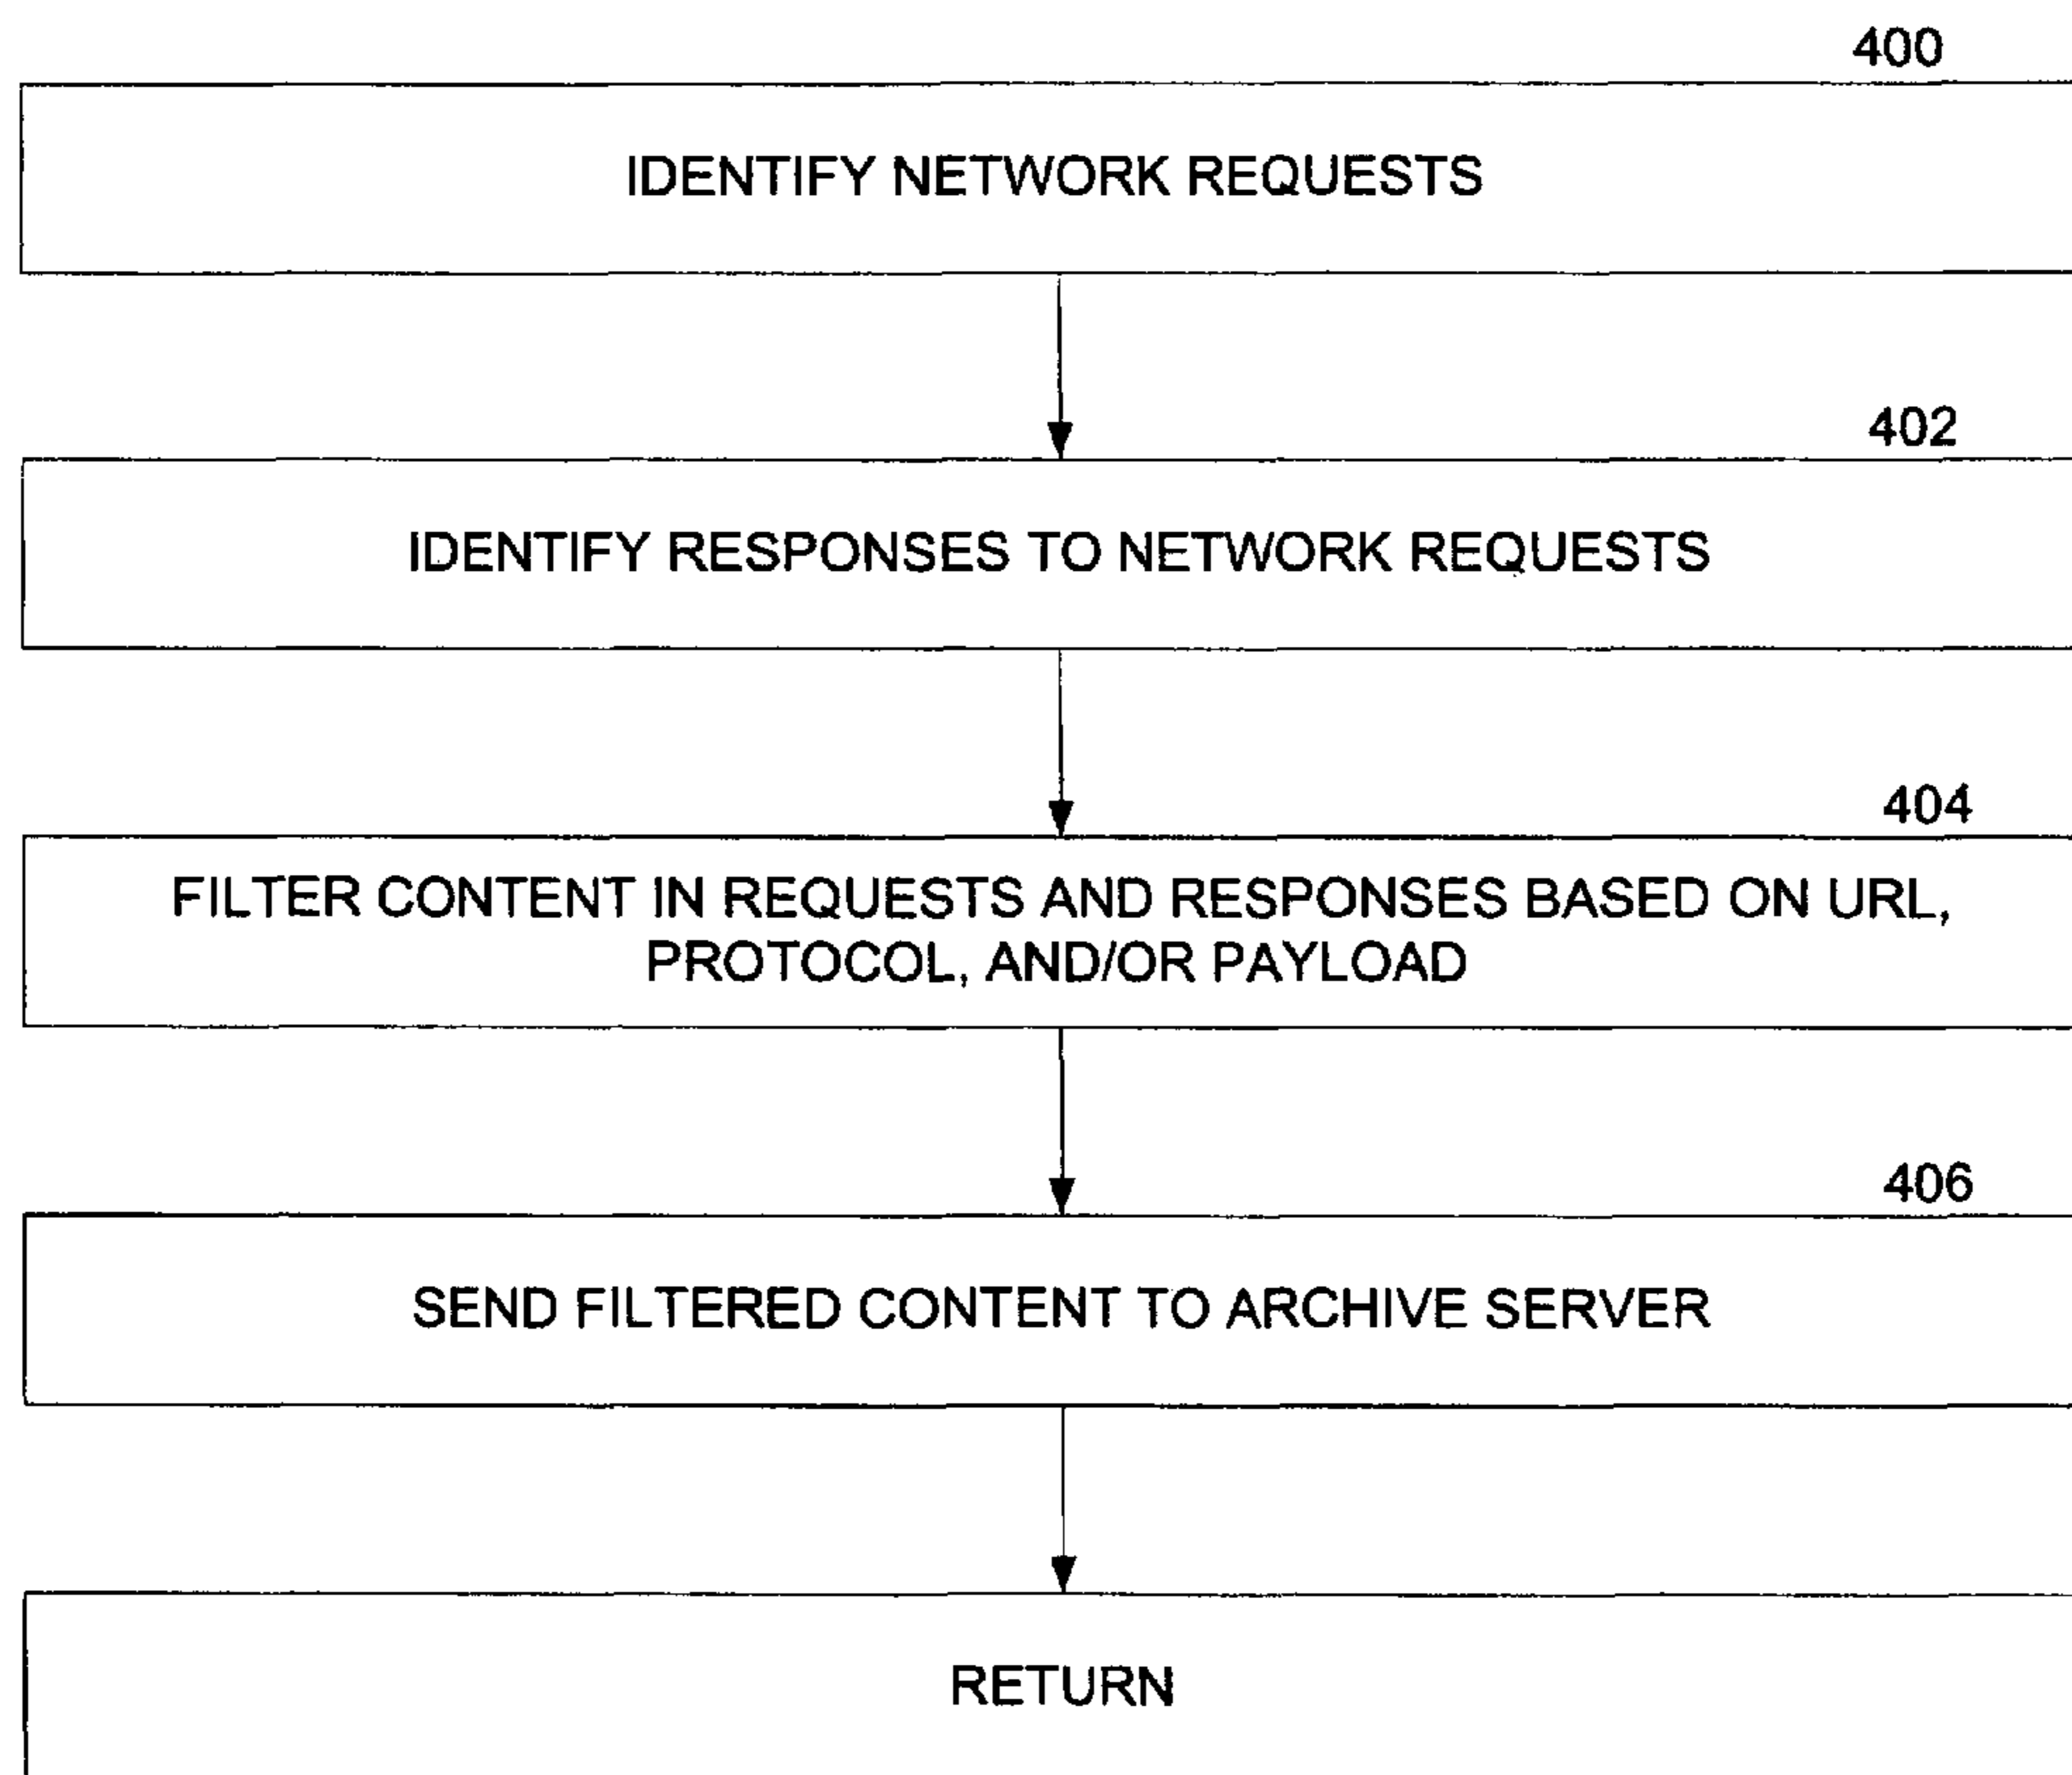 400
IDENTIFY NETWORK REQUESTS
402
IDENTIFY RESPONSES TO NETWORK REQUESTS
404
FILTER CONTENT IN REQUESTS AND RESPONSES BASED ON URL,
PROTOCOL, AND/OR PAYLOAD
406
SEND FILTERED CONTENT TO ARCHIVE SERVER
RETURN